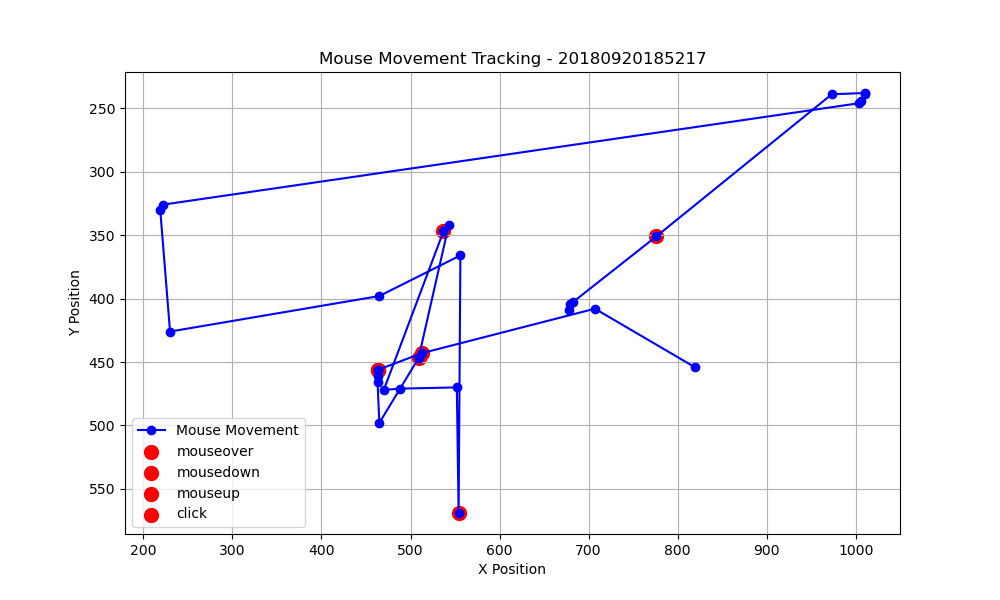 Mouse Movement Tracking - 20180920185217
Y Position
250
300
350
400
450
500
550
Mouse Movement
mouseover
mousedown
mouseup
click
200 300 400 500 600 700 800 900 1000
X Position